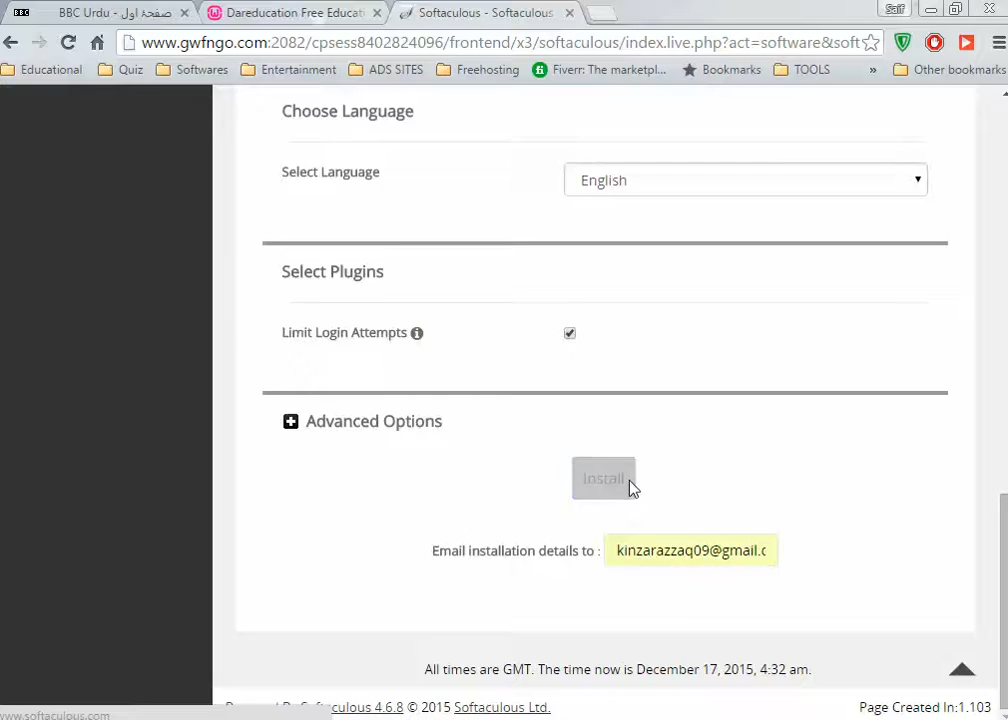 BBC BBC Urdu - صفحۂ اول × Dareducation Free Educat × Softaculous - Softaculous × Saif
www.gwfngo.com:2082/cpsess8402824096/frontend/x3/softaculous/index.live.php?act=software&soft
Educational Quiz Softwares Entertainment ADS SITES Freehosting fi Fiverr: The marketpl... Bookmarks TOOLS » Other bookmarks
Choose Language
Select Language English
Select Plugins
Limit Login Attempts
Advanced Options
Install
Email installation details to : kinzarazzaq09@gmail.c
All times are GMT. The time now is December 17, 2015, 4:32 am.
Softaculous 4.6.8 © 2015 Softaculous Ltd. Page Created In:1.103
www.softaculous.com